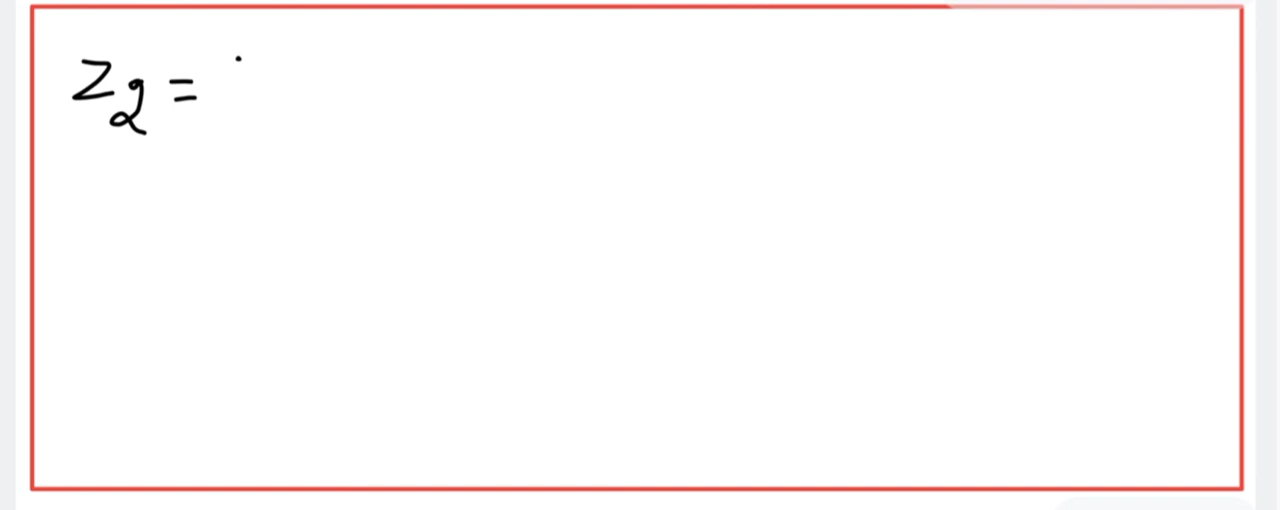 Z₂ =